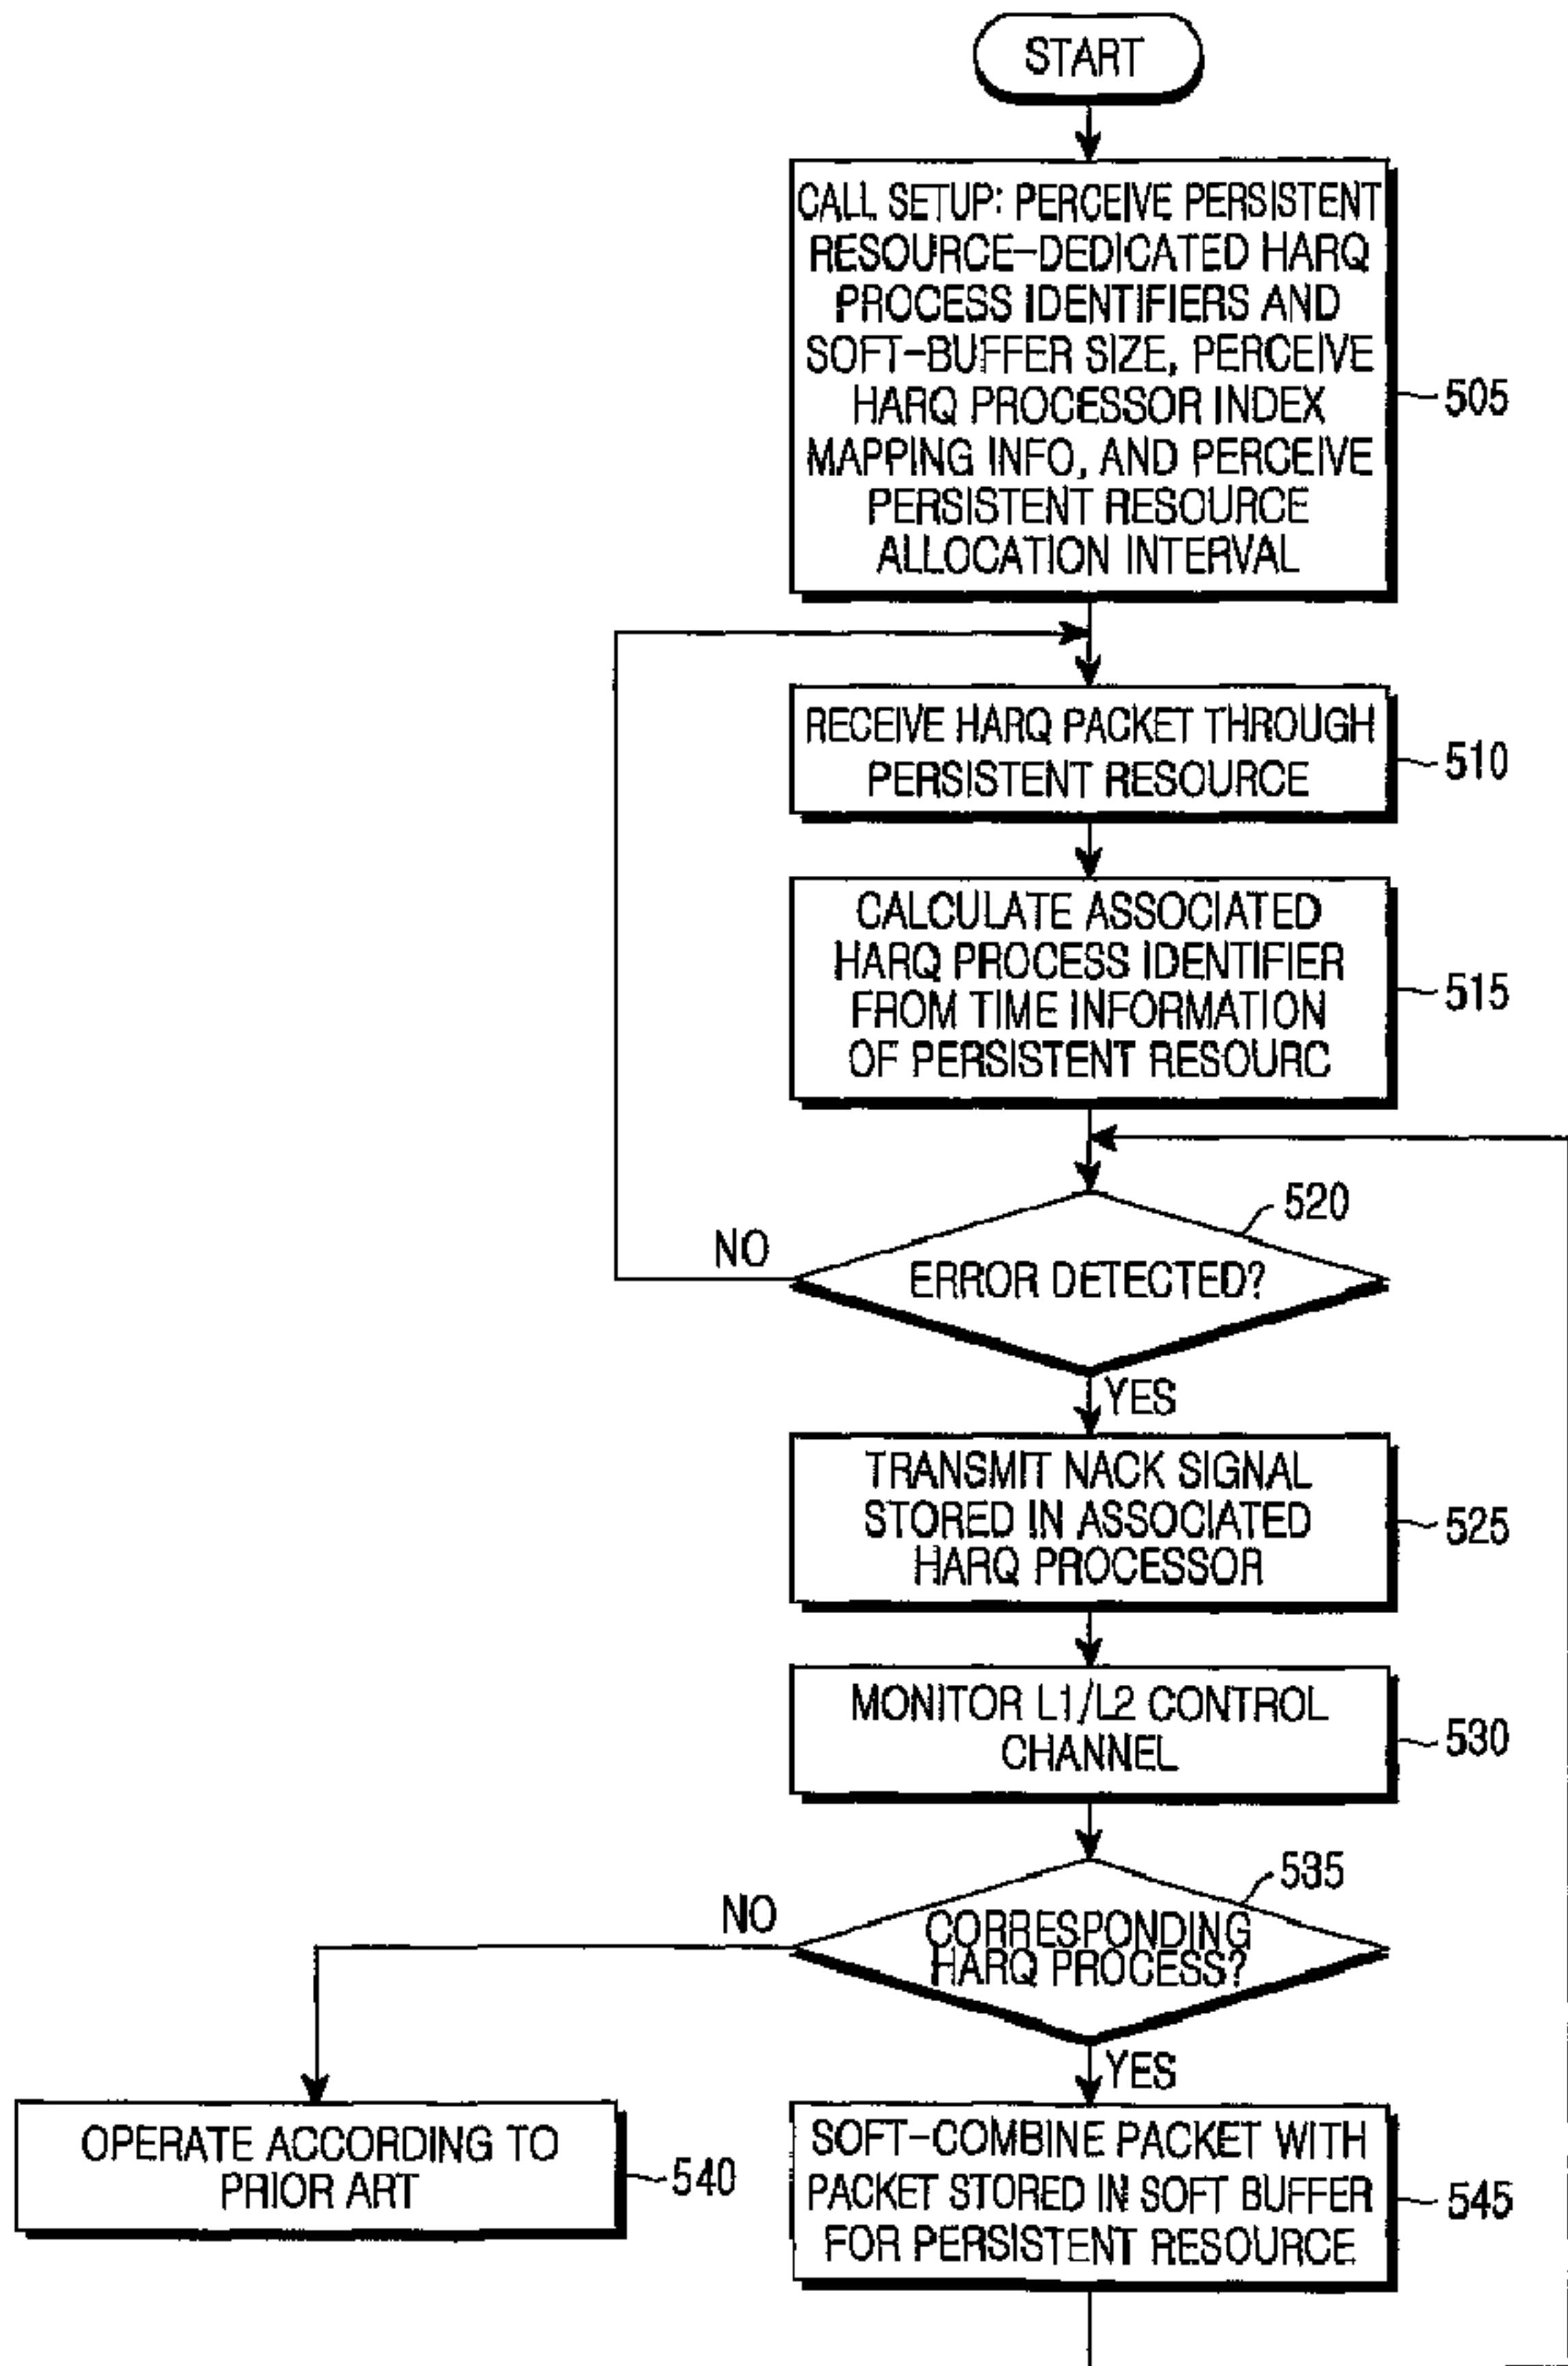 START
CALL SETUP: PERCEIVE PERSISTENT
RESOURCE-DEDICATED HARQ
PROCESS IDENTIFIERS AND
SOFT-BUFFER SIZE, PERCEIVE
HARQ PROCESSOR INDEX
MAPPING INFO, AND PERCEIVE
PERSISTENT RESOURCE
ALLOCATION INTERVAL
505
RECEIVE HARQ PACKET THROUGH
PERSISTENT RESOURCE
510
CALCULATE ASSOCIATED
HARQ PROCESS IDENTIFIER
FROM TIME INFORMATION
OF PERSISTENT RESOURC
515
520
NO
ERROR DETECTED?
YES
TRANSMIT NACK SIGNAL
STORED IN ASSOCIATED
HARQ PROCESSOR
525
MONITOR L1/L2 CONTROL
CHANNEL
530
535
NO
CORRESPONDING
HARQ PROCESS?
YES
OPERATE ACCORDING TO
PRIOR ART
540
SOFT-COMBINE PACKET WITH
PACKET STORED IN SOFT BUFFER
FOR PERSISTENT RESOURCE
545